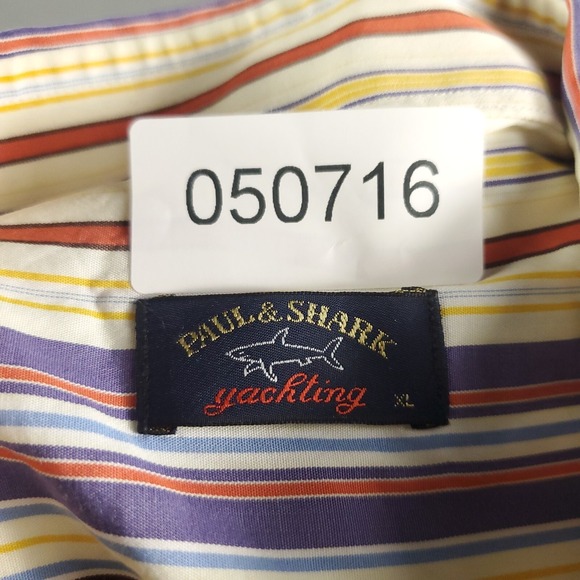 050716
PAUL & SHARK
yachting
XL